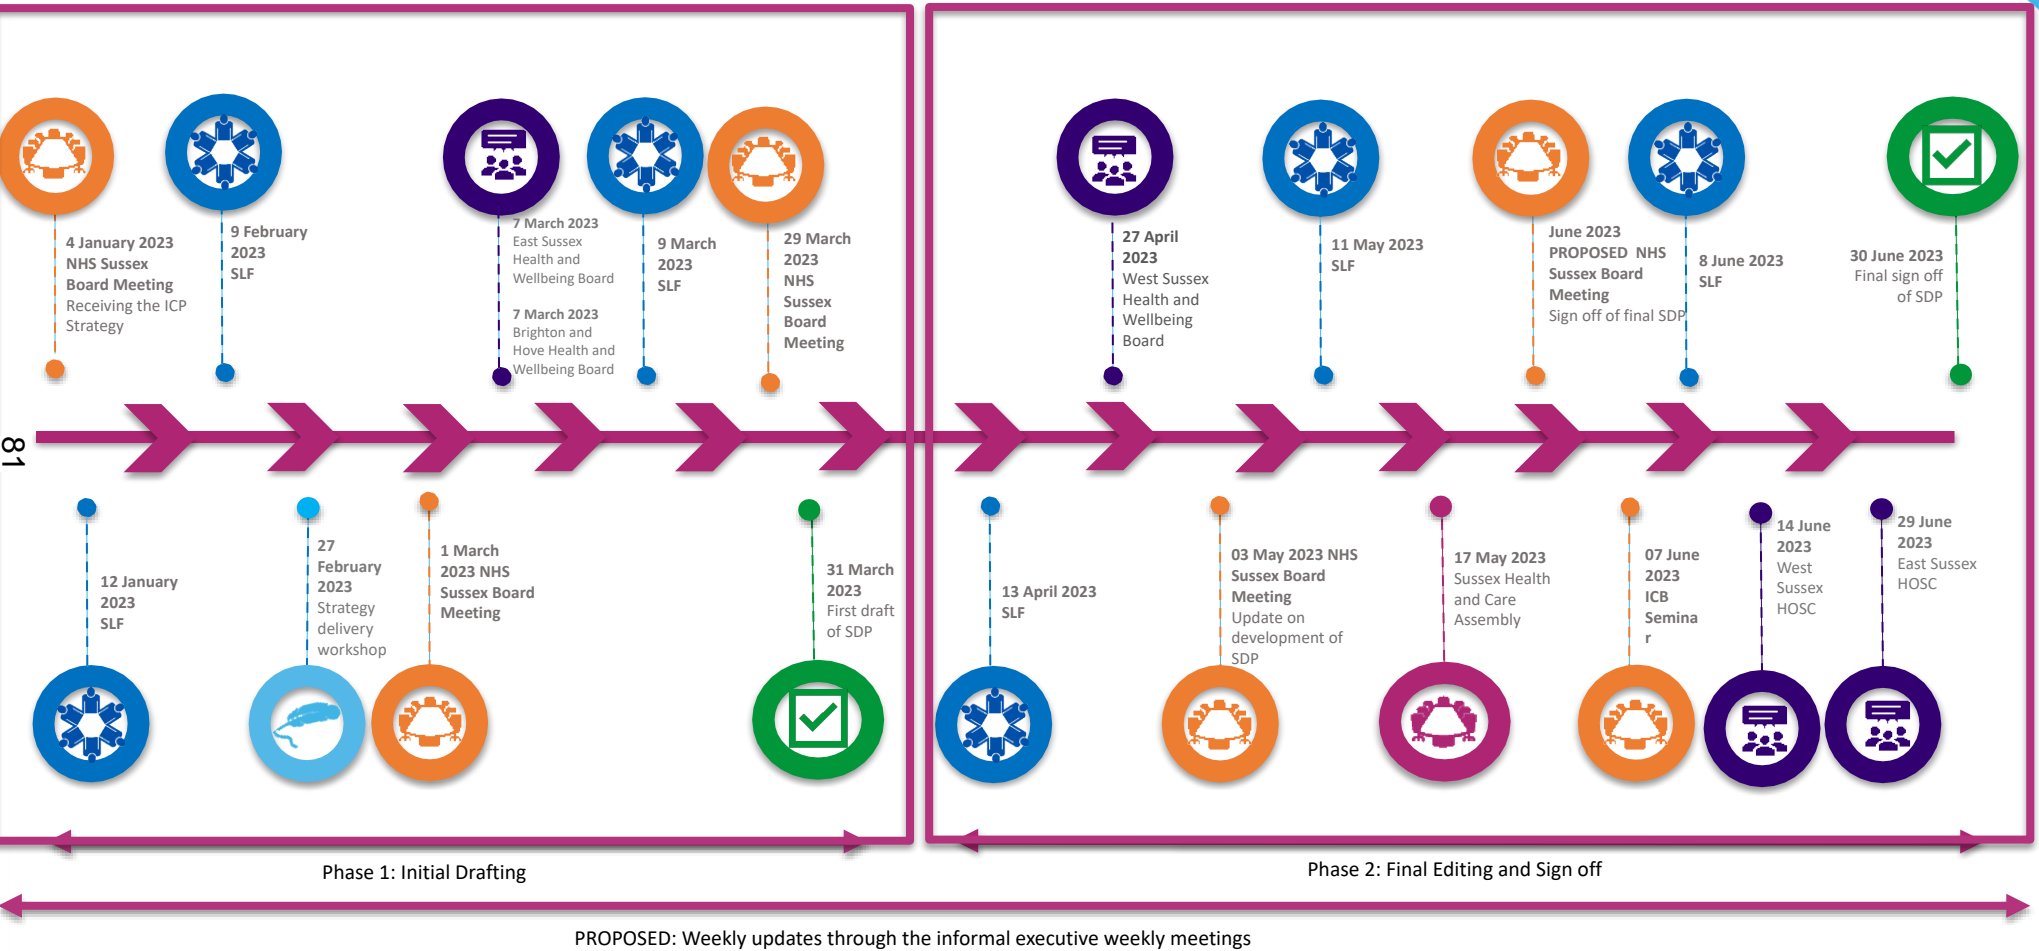 4 January 2023
NHS Sussex
Board Meeting
Receiving the ICP
Strategy
9 February
2023
SLF
7 March 2023
East Sussex
Health and
Wellbeing Board
7 March 2023
Brighton and
Hove Health and
Wellbeing Board
9 March
2023
SLF
29 March
2023
NHS
Sussex
Board
Meeting
27 April
2023
West Sussex
Health and
Wellbeing
Board
11 May 2023
SLF
June 2023
PROPOSED NHS
Sussex Board
Meeting
Sign off of final SDP
8 June 2023
SLF
30 June 2023
Final sign off
of SDP
81
12 January
2023
SLF
27
February
2023
Strategy
delivery
workshop
1 March
2023 NHS
Sussex Board
Meeting
31 March
2023
First draft
of SDP
13 April 2023
SLF
03 May 2023 NHS
Sussex Board
Meeting
Update on
development of
SDP
17 May 2023
Sussex Health
and Care
Assembly
07 June
2023
ICB
Semina
r
14 June
2023
West
Sussex
HOSC
29 June
2023
East Sussex
HOSC
Phase 1: Initial Drafting
Phase 2: Final Editing and Sign off
PROPOSED: Weekly updates through the informal executive weekly meetings